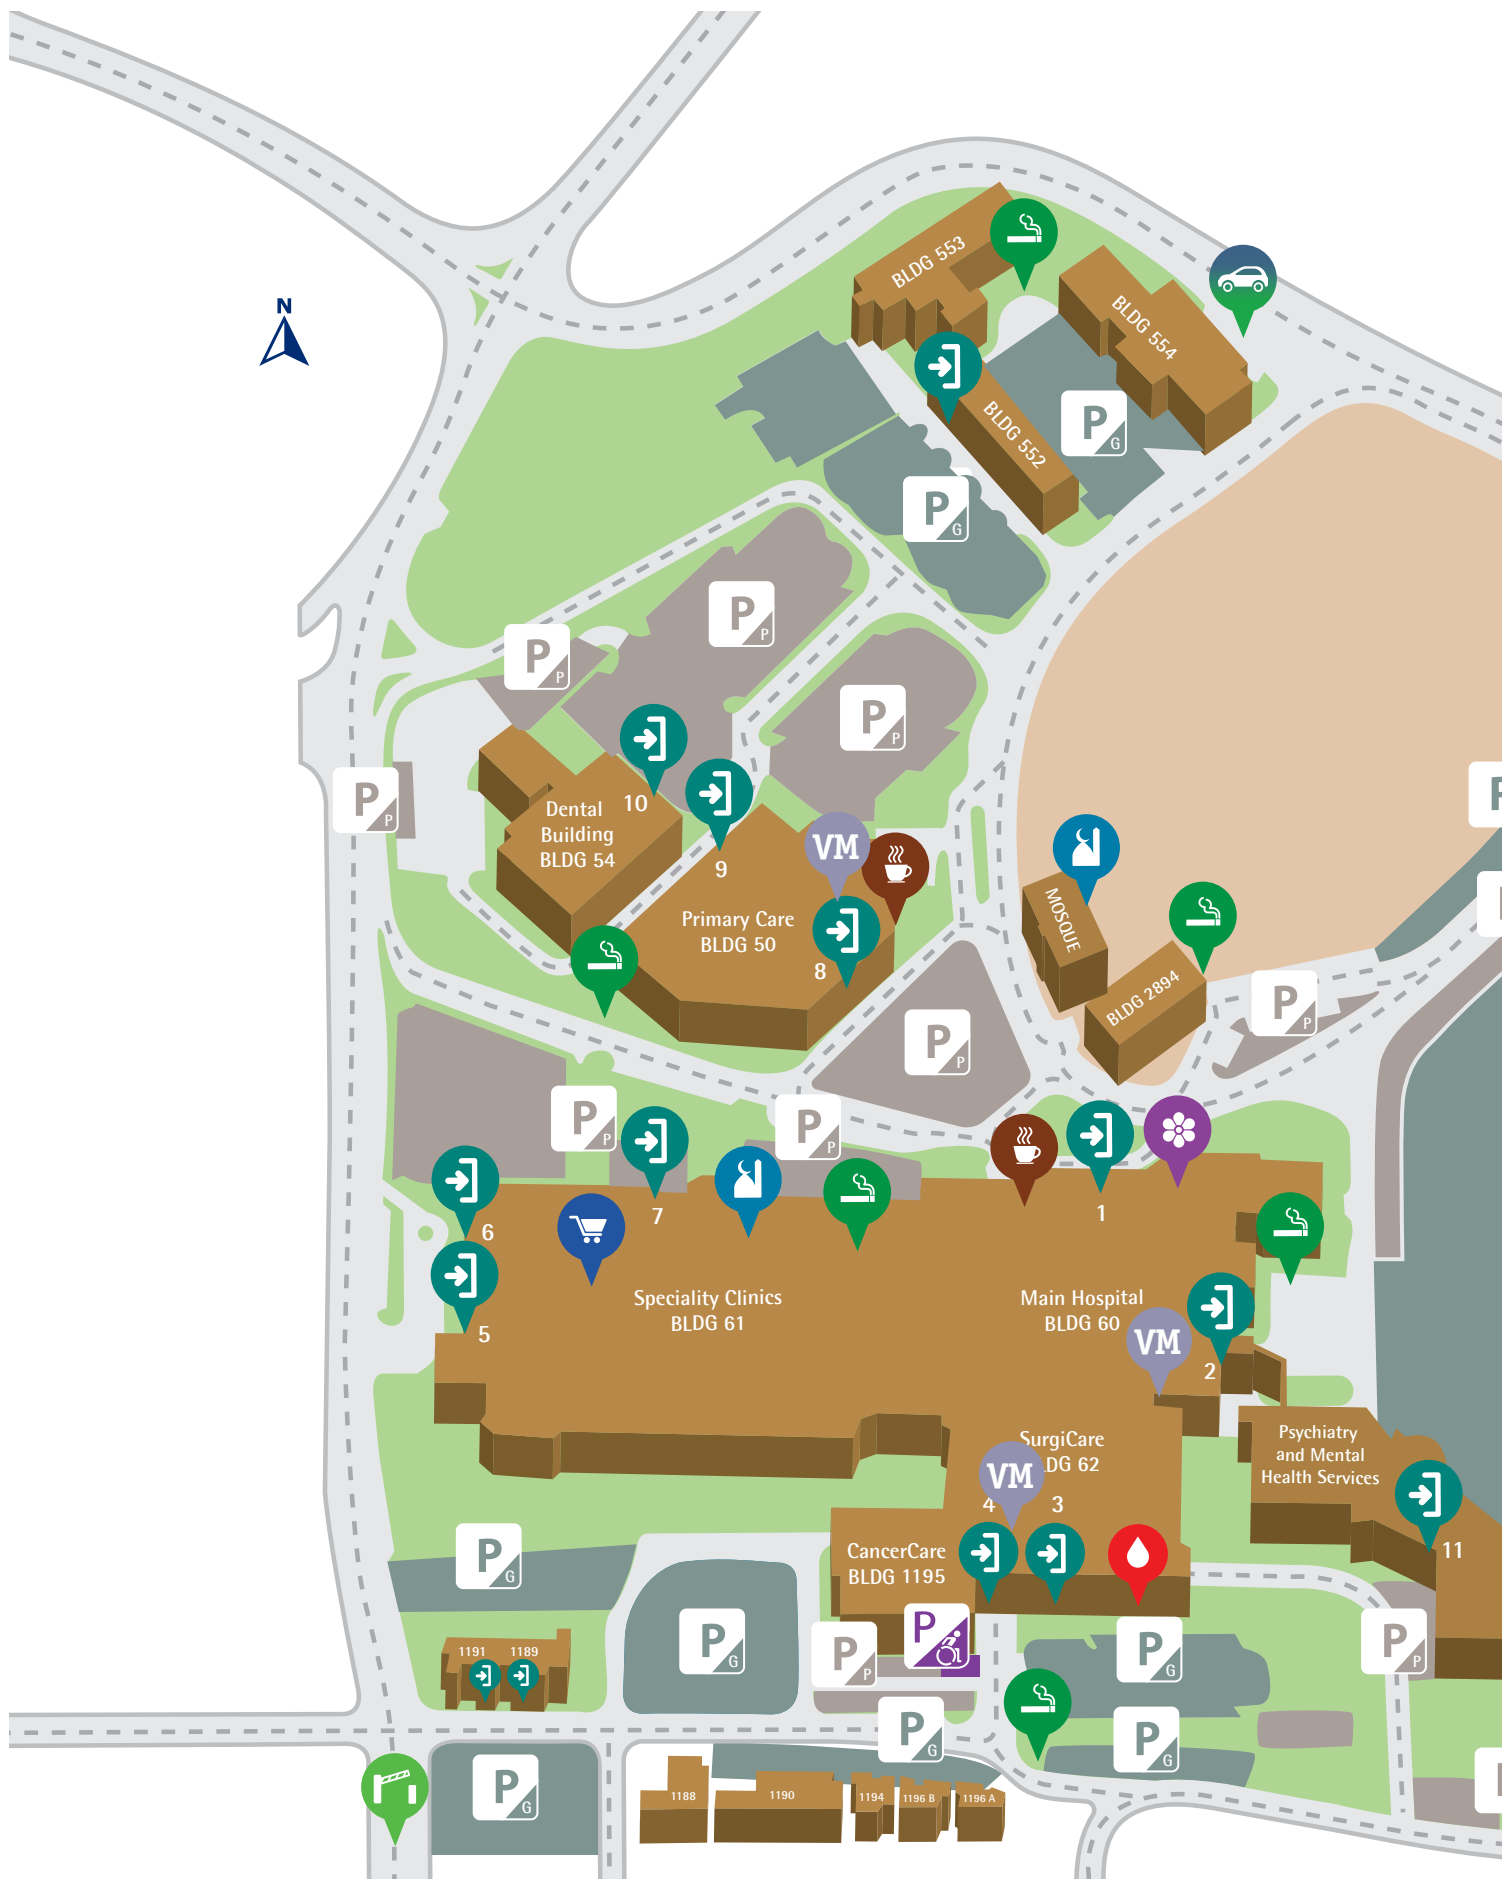 N
BLDG 553
BLDG 554
BLDG 552
P G
P G
P P
P P
P P
P P
10
Dental
Building
BLDG 54
9
VM
Primary Care
BLDG 50
8
MOSQUE
BLDG 2894
P P
P P
P P
P P
1
6
7
5
Speciality Clinics
BLDG 61
Main Hospital
BLDG 60
VM
2
SurgiCare
DG 62
VM
4
3
Psychiatry
and Mental
Health Services
11
CancerCare
BLDG 1195
P G
P G
P P
P
P G
P P
1191
1189
P G
P G
P G
1188
1190
1194
1196 B
1196 A